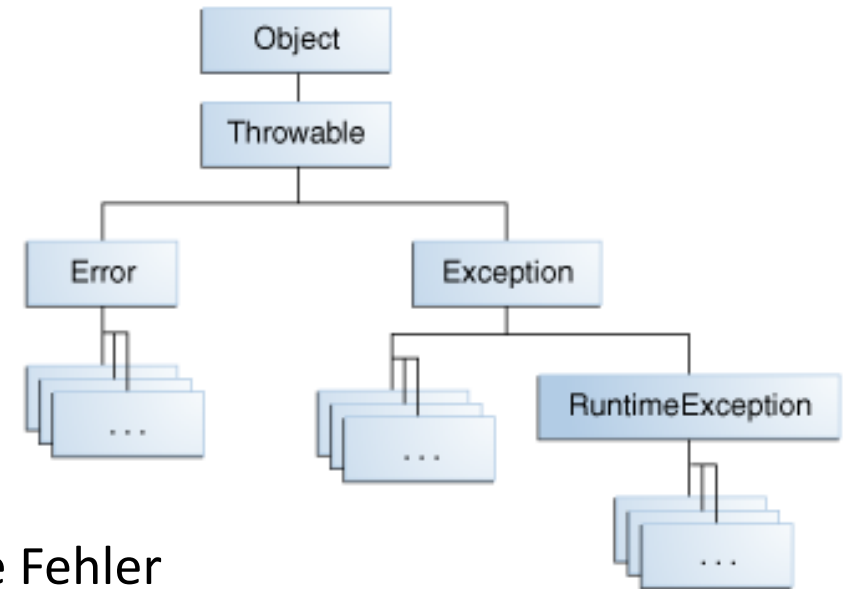 Object
Throwable
Error
Exception
...
...
RuntimeException
...
Fehler